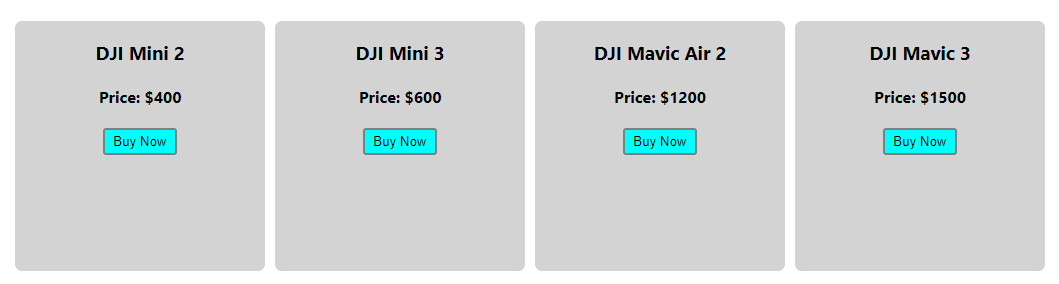 DJI Mini 2
Price: $400
Buy Now
DJI Mini 3
Price: $600
Buy Now
DJI Mavic Air 2
Price: $1200
Buy Now
DJI Mavic 3
Price: $1500
Buy Now